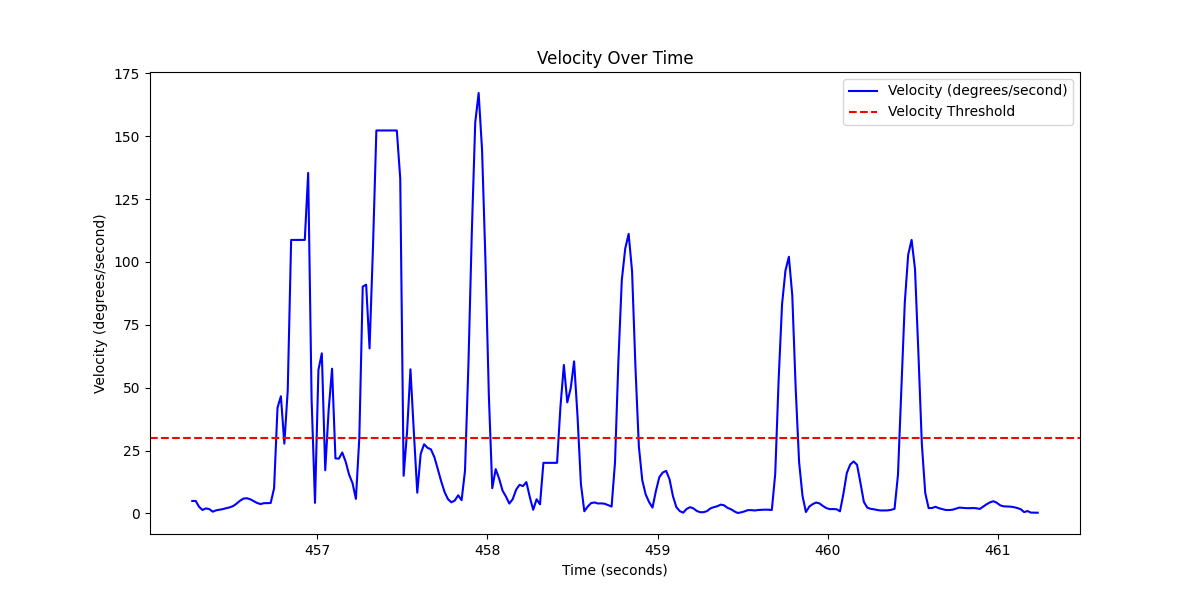 Velocity Over Time
Velocity (degrees/second)
Velocity Threshold
175
150
125
100
75
50
25
0
Velocity (degrees/second)
457
458
459
460
461
Time (seconds)